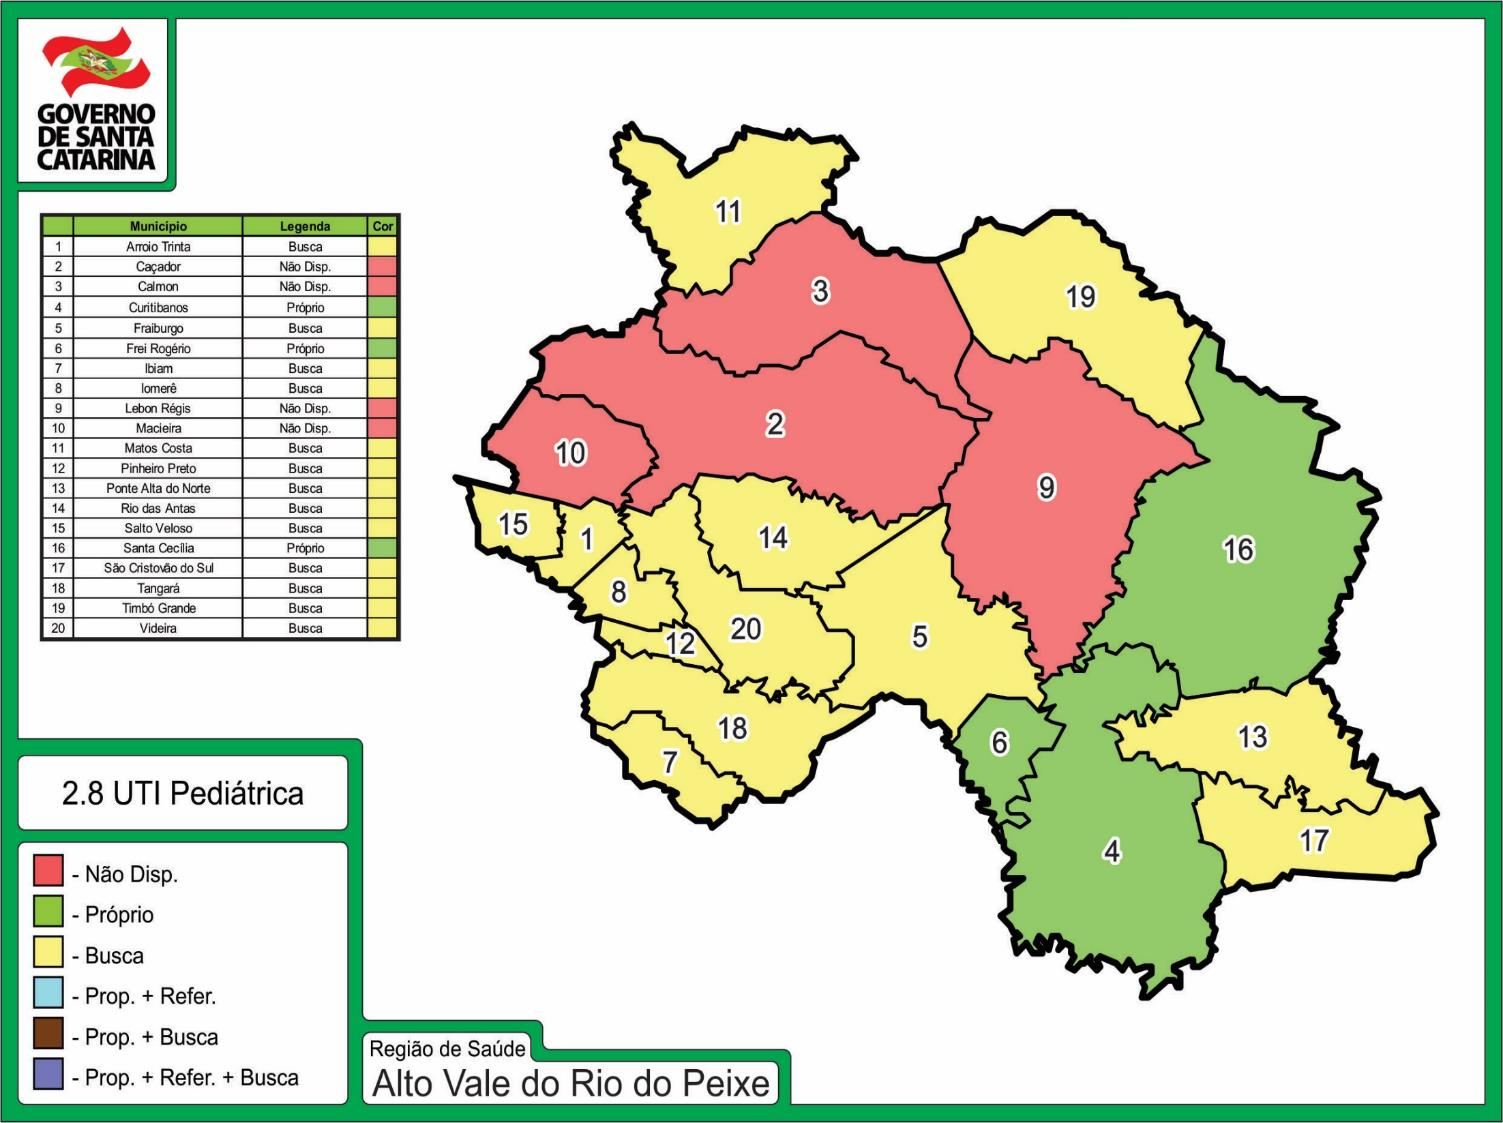 GOVERNO
DE SANTA
CATARINA
Município Legenda Cor
1 Arroio Trinta Busca
2 Caçador Não Disp.
3 Calmon Não Disp.
4 Curitibanos Próprio
5 Fraiburgo Busca
6 Frei Rogério Próprio
7 Ibiam Busca
8 Iomerê Busca
9 Lebon Régis Não Disp.
10 Macieira Não Disp.
11 Matos Costa Busca
12 Pinheiro Preto Busca
13 Ponte Alta do Norte Busca
14 Rio das Antas Busca
15 Salto Veloso Busca
16 Santa Cecília Próprio
17 São Cristovão do Sul Busca
18 Tangará Busca
19 Timbó Grande Busca
20 Videira Busca
11
3
19
2
10
9
15
1
14
16
8
20
5
12
18
6
13
7
4
17
2.8 UTI Pediátrica
- Não Disp.
- Próprio
- Busca
- Prop. + Refer.
- Prop. + Busca
- Prop. + Refer. + Busca
Região de Saúde
Alto Vale do Rio do Peixe